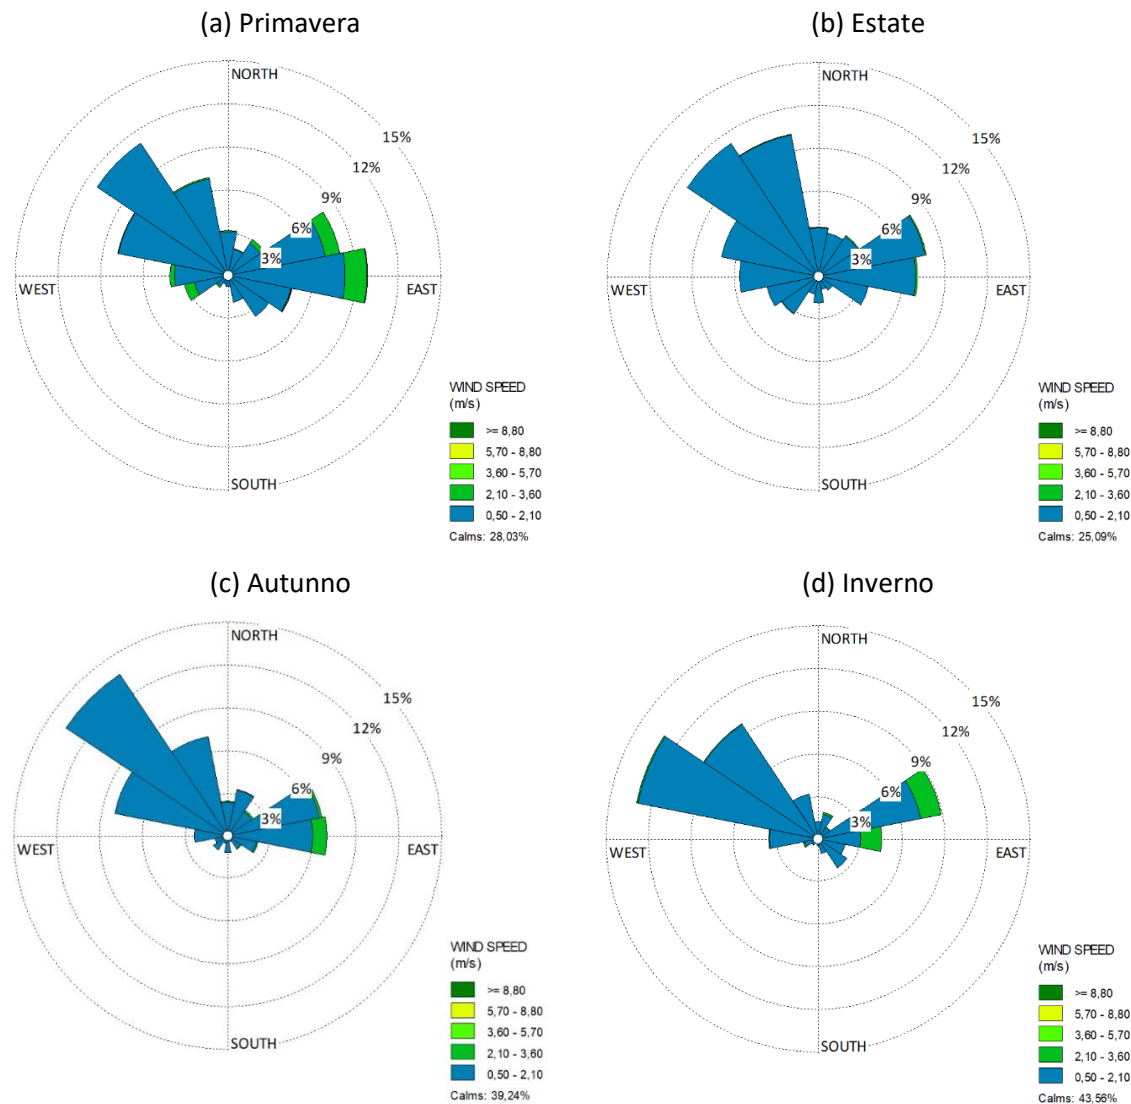 (a) Primavera
NORTH
15%
12%
9%
6%
3%
WEST
EAST
SOUTH
WIND SPEED
(m/s)
>= 8,80
5,70 - 8,80
3,60 - 5,70
2,10 - 3,60
0,50 - 2,10
Calms: 28,03%
(b) Estate
NORTH
15%
12%
9%
6%
3%
WEST
EAST
SOUTH
WIND SPEED
(m/s)
>= 8,80
5,70 - 8,80
3,60 - 5,70
2,10 - 3,60
0,50 - 2,10
Calms: 25,09%
(c) Autunno
NORTH
15%
12%
9%
6%
3%
WEST
EAST
SOUTH
WIND SPEED
(m/s)
>= 8,80
5,70 - 8,80
3,60 - 5,70
2,10 - 3,60
0,50 - 2,10
Calms: 39,24%
(d) Inverno
NORTH
15%
12%
9%
6%
3%
WEST
EAST
SOUTH
WIND SPEED
(m/s)
>= 8,80
5,70 - 8,80
3,60 - 5,70
2,10 - 3,60
0,50 - 2,10
Calms: 43,56%